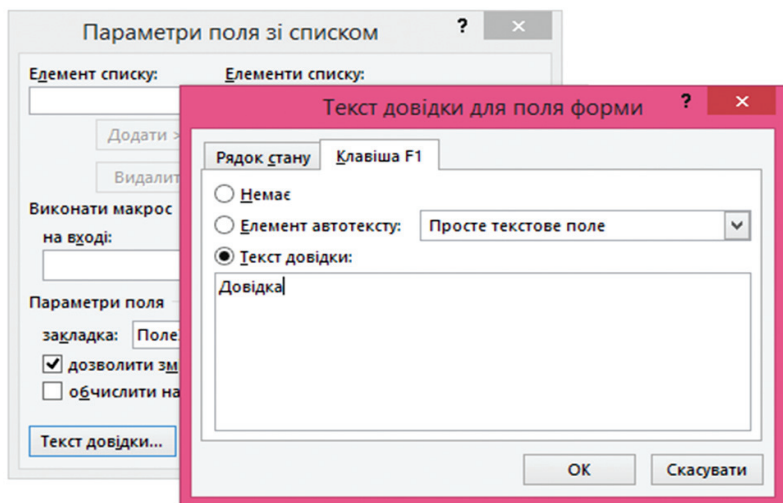 Параметри поля зі списком ?
Елемент списку: Елементи списку:
Додати >
Видалит
Виконати макрос
на вході:
Параметри поля
закладка: Поле
дозволити зм
обчислити на
Текст довідки...
Текст довідки для поля форми ?
Рядок стану Клавіша F1
Немає
Елемент автотексту: Просте текстове поле
Текст довідки:
Довідка
ОК Скасувати